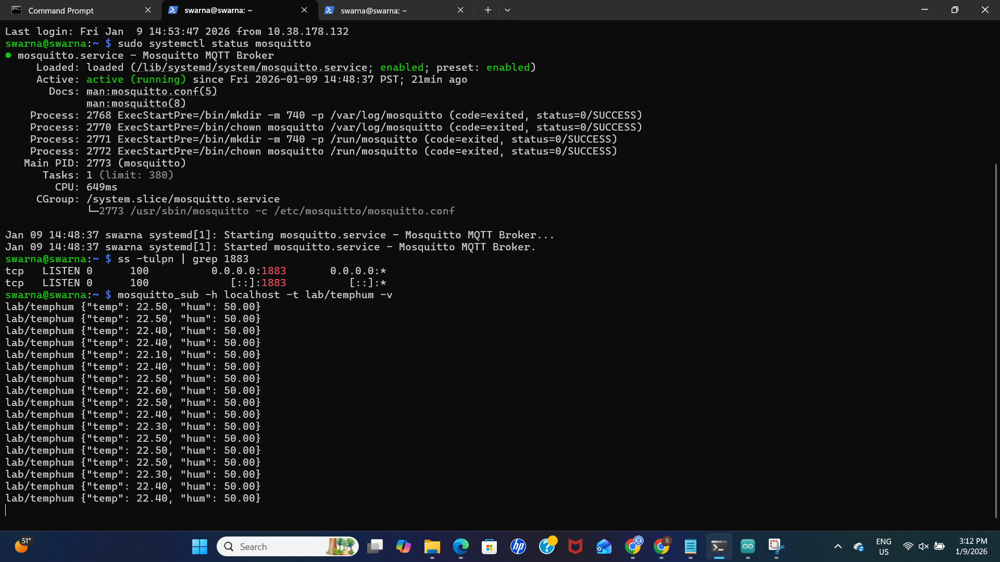 Command Prompt
swarna@swarna: ~
swarna@swarna: ~
Last login: Fri Jan  9 14:53:47 2026 from 10.38.178.132
swarna@swarna:~ $ sudo systemctl status mosquitto
● mosquitto.service - Mosquitto MQTT Broker
     Loaded: loaded (/lib/systemd/system/mosquitto.service; enabled; preset: enabled)
     Active: active (running) since Fri 2026-01-09 14:48:37 PST; 21min ago
       Docs: man:mosquitto.conf(5)
             man:mosquitto(8)
    Process: 2768 ExecStartPre=/bin/mkdir -m 740 -p /var/log/mosquitto (code=exited, status=0/SUCCESS)
    Process: 2770 ExecStartPre=/bin/chown mosquitto /var/log/mosquitto (code=exited, status=0/SUCCESS)
    Process: 2771 ExecStartPre=/bin/mkdir -m 740 -p /run/mosquitto (code=exited, status=0/SUCCESS)
    Process: 2772 ExecStartPre=/bin/chown mosquitto /run/mosquitto (code=exited, status=0/SUCCESS)
   Main PID: 2773 (mosquitto)
      Tasks: 1 (limit: 380)
        CPU: 649ms
     CGroup: /system.slice/mosquitto.service
             └─2773 /usr/sbin/mosquitto -c /etc/mosquitto/mosquitto.conf
Jan 09 14:48:37 swarna systemd[1]: Starting mosquitto.service - Mosquitto MQTT Broker...
Jan 09 14:48:37 swarna systemd[1]: Started mosquitto.service - Mosquitto MQTT Broker.
swarna@swarna:~ $ ss -tulpn | grep 1883
tcp   LISTEN 0      100          0.0.0.0:1883       0.0.0.0:*
tcp   LISTEN 0      100             [::]:1883          [::]:*
swarna@swarna:~ $ mosquitto_sub -h localhost -t lab/temphum -v
lab/temphum {"temp": 22.50, "hum": 50.00}
lab/temphum {"temp": 22.50, "hum": 50.00}
lab/temphum {"temp": 22.40, "hum": 50.00}
lab/temphum {"temp": 22.40, "hum": 50.00}
lab/temphum {"temp": 22.10, "hum": 50.00}
lab/temphum {"temp": 22.40, "hum": 50.00}
lab/temphum {"temp": 22.50, "hum": 50.00}
lab/temphum {"temp": 22.60, "hum": 50.00}
lab/temphum {"temp": 22.50, "hum": 50.00}
lab/temphum {"temp": 22.40, "hum": 50.00}
lab/temphum {"temp": 22.30, "hum": 50.00}
lab/temphum {"temp": 22.50, "hum": 50.00}
lab/temphum {"temp": 22.50, "hum": 50.00}
lab/temphum {"temp": 22.50, "hum": 50.00}
lab/temphum {"temp": 22.30, "hum": 50.00}
lab/temphum {"temp": 22.40, "hum": 50.00}
lab/temphum {"temp": 22.40, "hum": 50.00}
51°
Search
hp
S
ENG
US
3:12 PM
1/9/2026